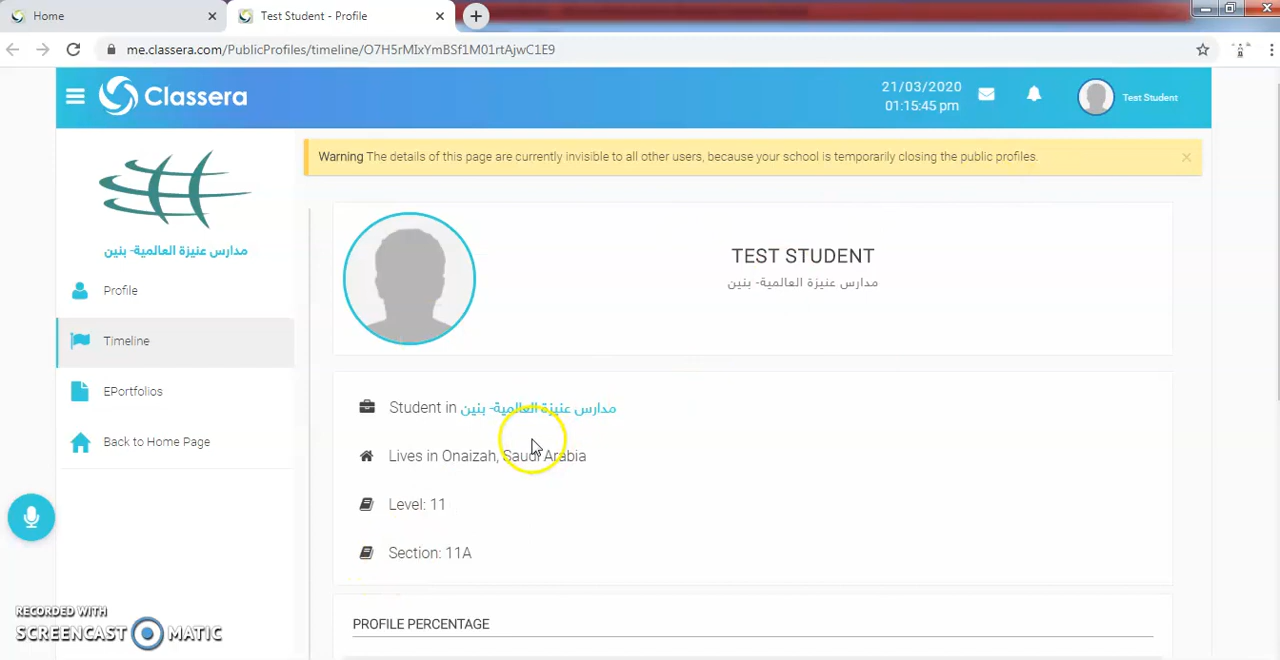 Home
Test Student - Profile
me.classera.com/PublicProfiles/timeline/O7H5rMIxYmBSf1M01rtAjwC1E9
Classera
21/03/2020
01:15:45 pm
Test Student
Warning The details of this page are currently invisible to all other users, because your school is temporarily closing the public profiles.
مدارس عنيزة العالمية- بنين
Profile
Timeline
EPortfolios
Back to Home Page
TEST STUDENT
مدارس عنيزة العالمية- بنين
Student in مدارس عنيزة العالمية- بنين
Lives in Onaizah, Saudi Arabia
Level: 11
Section: 11A
PROFILE PERCENTAGE
RECORDED WITH
SCREENCAST MATIC